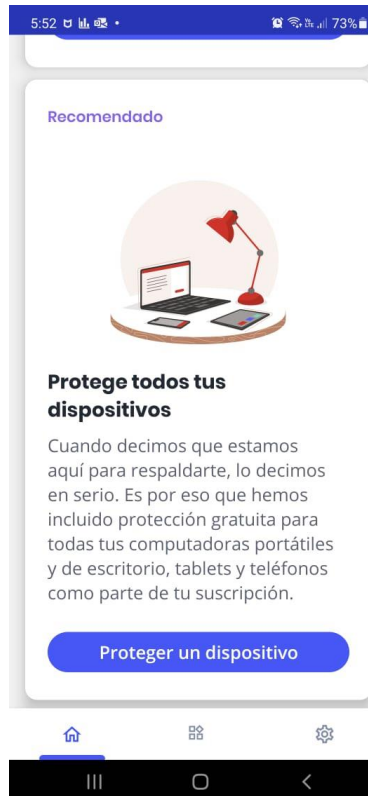 5:52
73%
Recomendado
Protege todos tus
dispositivos
Cuando decimos que estamos
aquí para respaldarte, lo decimos
en serio. Es por eso que hemos
incluido protección gratuita para
todas tus computadoras portátiles
y de escritorio, tablets y teléfonos
como parte de tu suscripción.
Proteger un dispositivo